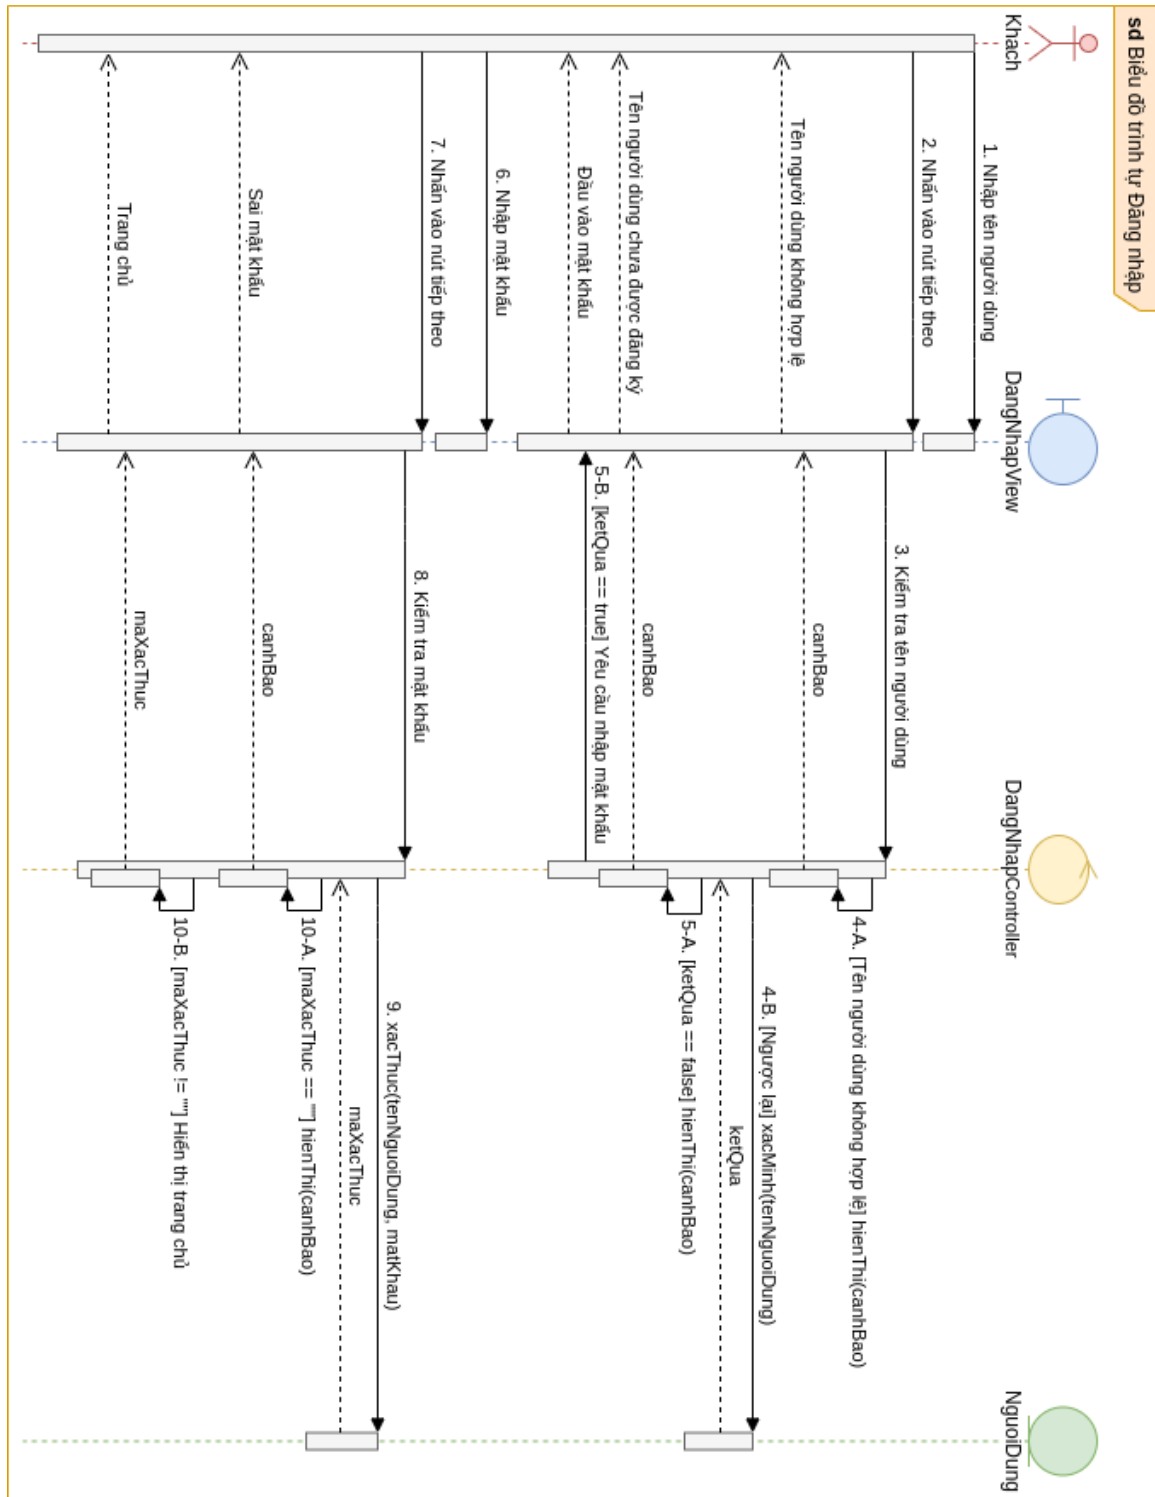 sd Biểu đồ trình tự Đăng nhập
Khach
DangNhapView
DangNhapController
NguoiDung
1. Nhập tên người dùng
2. Nhấn vào nút tiếp theo
3. Kiểm tra tên người dùng
4-A. [Tên người dùng không hợp lệ] hienThi(canhBao)
canhBao
Tên người dùng không hợp lệ
4-B. [Ngược lại] xacMinh(tenNguoiDung)
ketQua
5-A. [ketQua == false] hienThi(canhBao)
canhBao
Tên người dùng chưa được đăng ký
5-B. [ketQua == true] Yêu cầu nhập mật khẩu
Đầu vào mật khẩu
6. Nhập mật khẩu
7. Nhấn vào nút tiếp theo
8. Kiểm tra mật khẩu
9. xacThuc(tenNguoiDung, matKhau)
maXacThuc
10-A. [maXacThuc == ""] hienThi(canhBao)
canhBao
Sai mật khẩu
10-B. [maXacThuc != ""] Hiển thị trang chủ
maXacThuc
Trang chủ